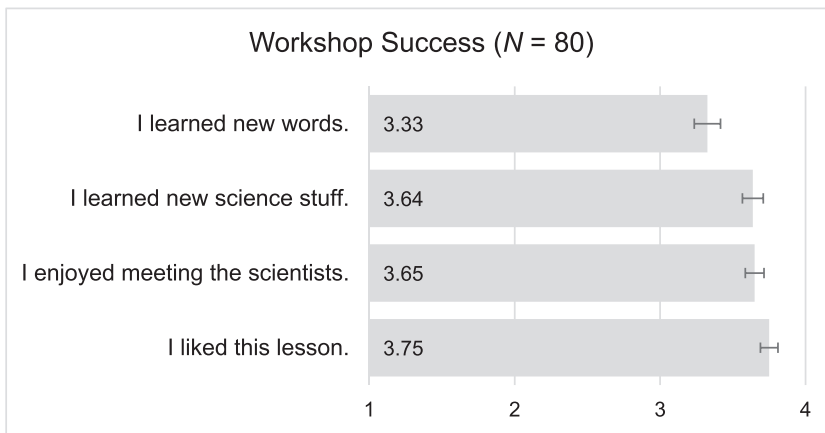 Workshop Success (N = 80)
I learned new words.
3.33
I learned new science stuff.
3.64
I enjoyed meeting the scientists.
3.65
I liked this lesson.
3.75
1 2 3 4